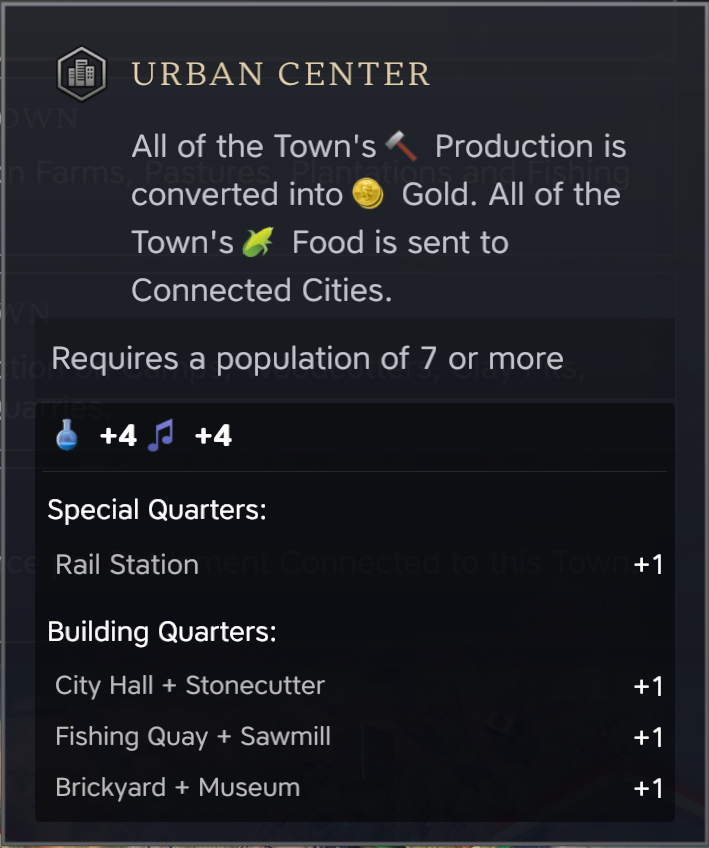 URBAN CENTER
All of the Town's Production is
converted into Gold. All of the
Town's Food is sent to
Connected Cities.
Requires a population of 7 or more
+4 +4
Special Quarters:
Rail Station +1
Building Quarters:
City Hall + Stonecutter +1
Fishing Quay + Sawmill +1
Brickyard + Museum +1